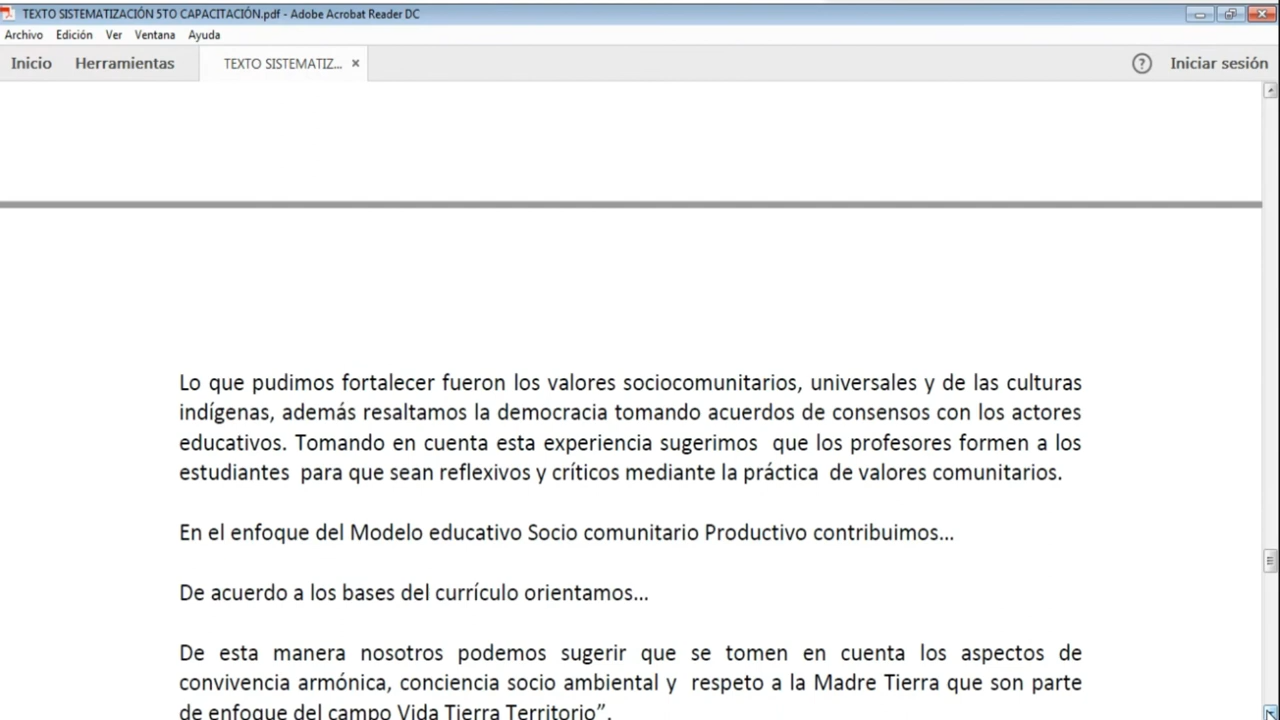 TEXTO SISTEMATIZACIÓN 5TO CAPACITACIÓN.pdf - Adobe Acrobat Reader DC
Archivo Edición Ver Ventana Ayuda
Inicio Herramientas TEXTO SISTEMATIZ... × ? Iniciar sesión
Lo que pudimos fortalecer fueron los valores sociocomunitarios, universales y de las culturas
indígenas, además resaltamos la democracia tomando acuerdos de consensos con los actores
educativos. Tomando en cuenta esta experiencia sugerimos que los profesores formen a los
estudiantes para que sean reflexivos y críticos mediante la práctica de valores comunitarios.
En el enfoque del Modelo educativo Socio comunitario Productivo contribuimos...
De acuerdo a los bases del currículo orientamos...
De esta manera nosotros podemos sugerir que se tomen en cuenta los aspectos de
convivencia armónica, conciencia socio ambiental y respeto a la Madre Tierra que son parte
de enfoque del campo Vida Tierra Territorio”.